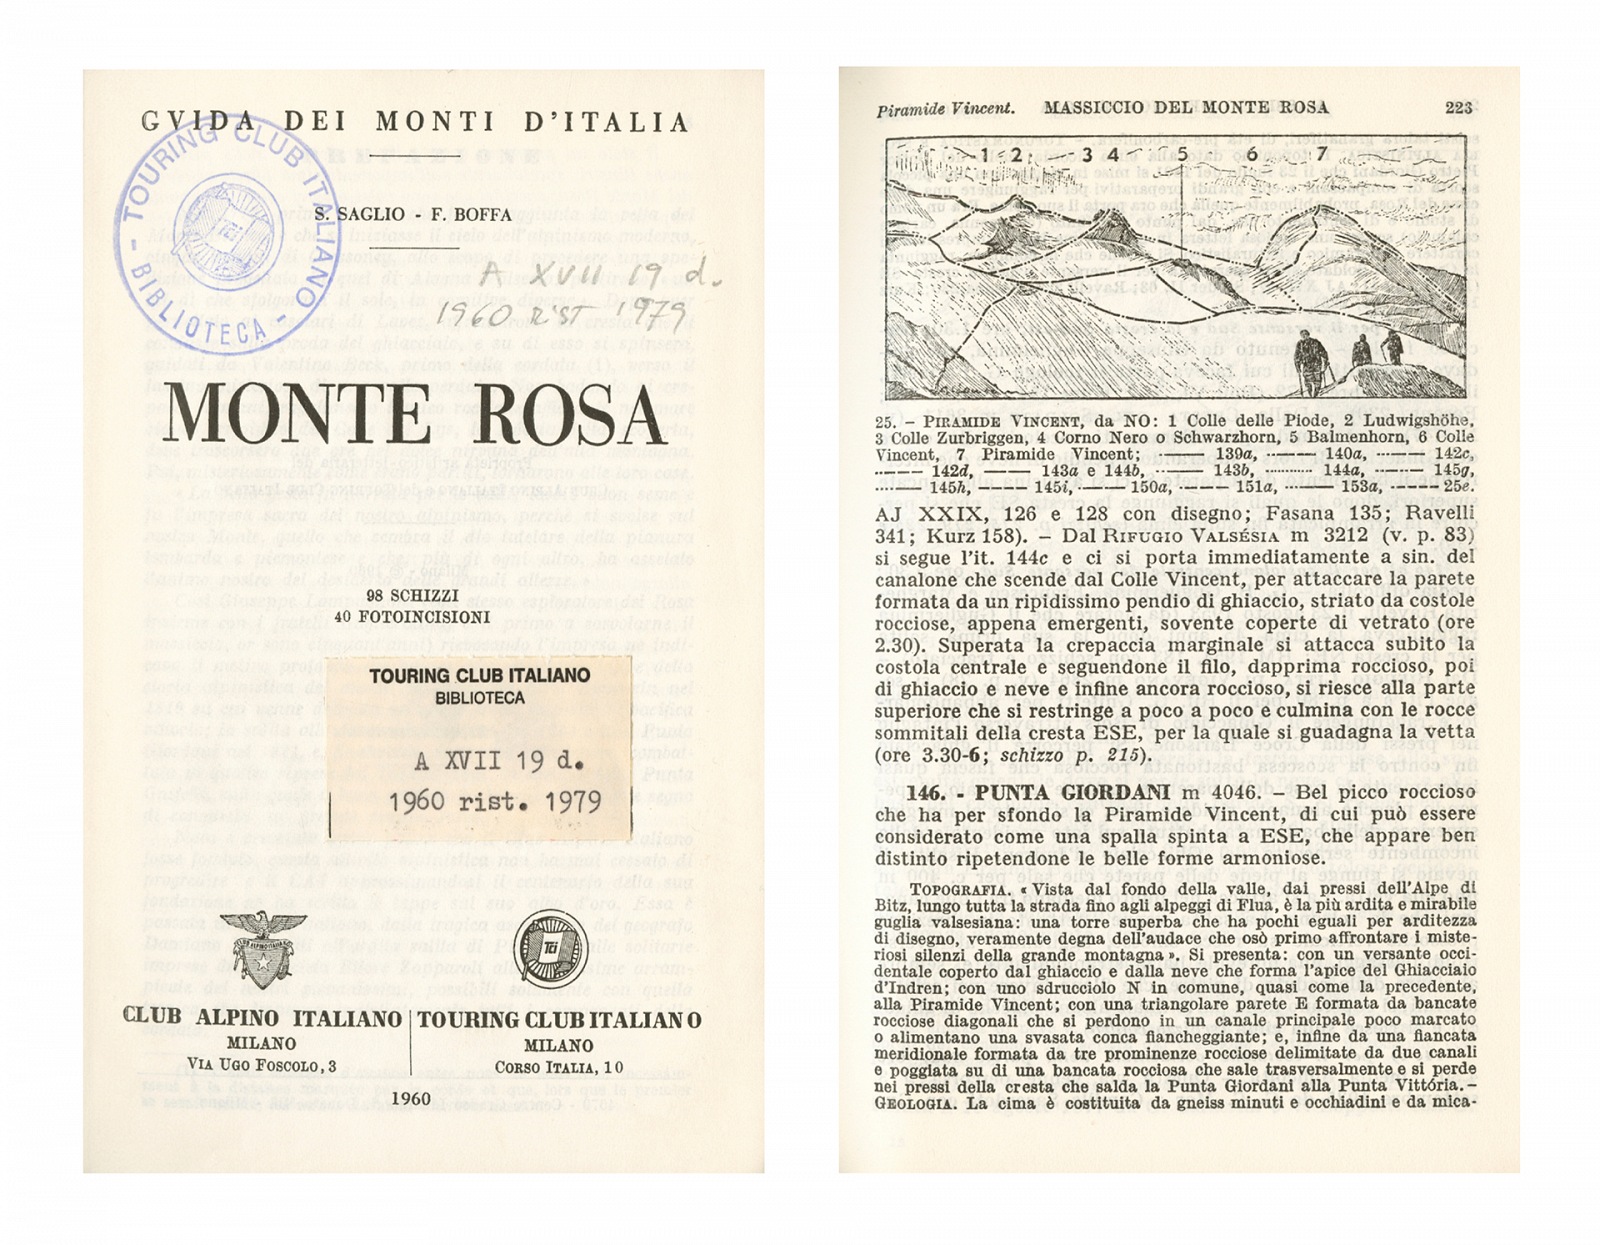 GVIDA DEI MONTI D'ITALIA
TOURING CLUB ITALIANO
- BIBLIOTECA -
TCI
S. SAGLIO - F. BOFFA
A XVII 19 d.
1960 RIST 1979
MONTE ROSA
98 SCHIZZI
40 FOTOINCISIONI
TOURING CLUB ITALIANO
BIBLIOTECA
A XVII 19 d.
1960 rist. 1979
Tci
CLUB ALPINO ITALIANO
MILANO
VIA UGO FOSCOLO, 3
TOURING CLUB ITALIANO
MILANO
CORSO ITALIA, 10
1960
Piramide Vincent. MASSICCIO DEL MONTE ROSA 223
1 2 3 4 5 6 7
25. - PIRAMIDE VINCENT, da NO: 1 Colle delle Piode, 2 Ludwigshöhe,
3 Colle Zurbriggen, 4 Corno Nero o Schwarzhorn, 5 Balmenhorn, 6 Colle
Vincent, 7 Piramide Vincent; 139a, 140a, 142c,
142d, 143a e 144b, 143b, 144a, 145g,
145h, 145i, 150a, 151a, 153a, 25e.
AJ XXIX, 126 e 128 con disegno; Fasana 135; Ravelli
341; Kurz 158). – Dal RIFUGIO VALSÉSIA m 3212 (v. p. 83)
si segue l'it. 144c e ci si porta immediatamente a sin. del
canalone che scende dal Colle Vincent, per attaccare la parete
formata da un ripidissimo pendio di ghiaccio, striato da costole
rocciose, appena emergenti, sovente coperte di vetrato (ore
2.30). Superata la crepaccia marginale si attacca subito la
costola centrale e seguendone il filo, dapprima roccioso, poi
di ghiaccio e neve e infine ancora roccioso, si riesce alla parte
superiore che si restringe a poco a poco e culmina con le rocce
sommitali della cresta ESE, per la quale si guadagna la vetta
(ore 3.30-6; schizzo p. 215).
146. - PUNTA GIORDANI m 4046. – Bel picco roccioso
che ha per sfondo la Piramide Vincent, di cui può essere
considerato come una spalla spinta a ESE, che appare ben
distinto ripetendone le belle forme armoniose.
TOPOGRAFIA. « Vista dal fondo della valle, dai pressi dell'Alpe di
Bitz, lungo tutta la strada fino agli alpeggi di Flua, è la più ardita e mirabile
guglia valsesiana: una torre superba che ha pochi eguali per arditezza
di disegno, veramente degna dell'audace che osò primo affrontare i miste-
riosi silenzi della grande montagna ». Si presenta: con un versante occi-
dentale coperto dal ghiaccio e dalla neve che forma l'apice del Ghiacciaio
d'Indren; con uno sdrucciolo N in comune, quasi come la precedente,
alla Piramide Vincent; con una triangolare parete E formata da bancate
rocciose diagonali che si perdono in un canale principale poco marcato
o alimentano una svasata conca fiancheggiante; e, infine da una fiancata
meridionale formata da tre prominenze rocciose delimitate da due canali
e poggiata su di una bancata rocciosa che sale trasversalmente e si perde
nei pressi della cresta che salda la Punta Giordani alla Punta Vittória. –
GEOLOGIA. La cima è costituita da gneiss minuti e occhiadini e da mica-